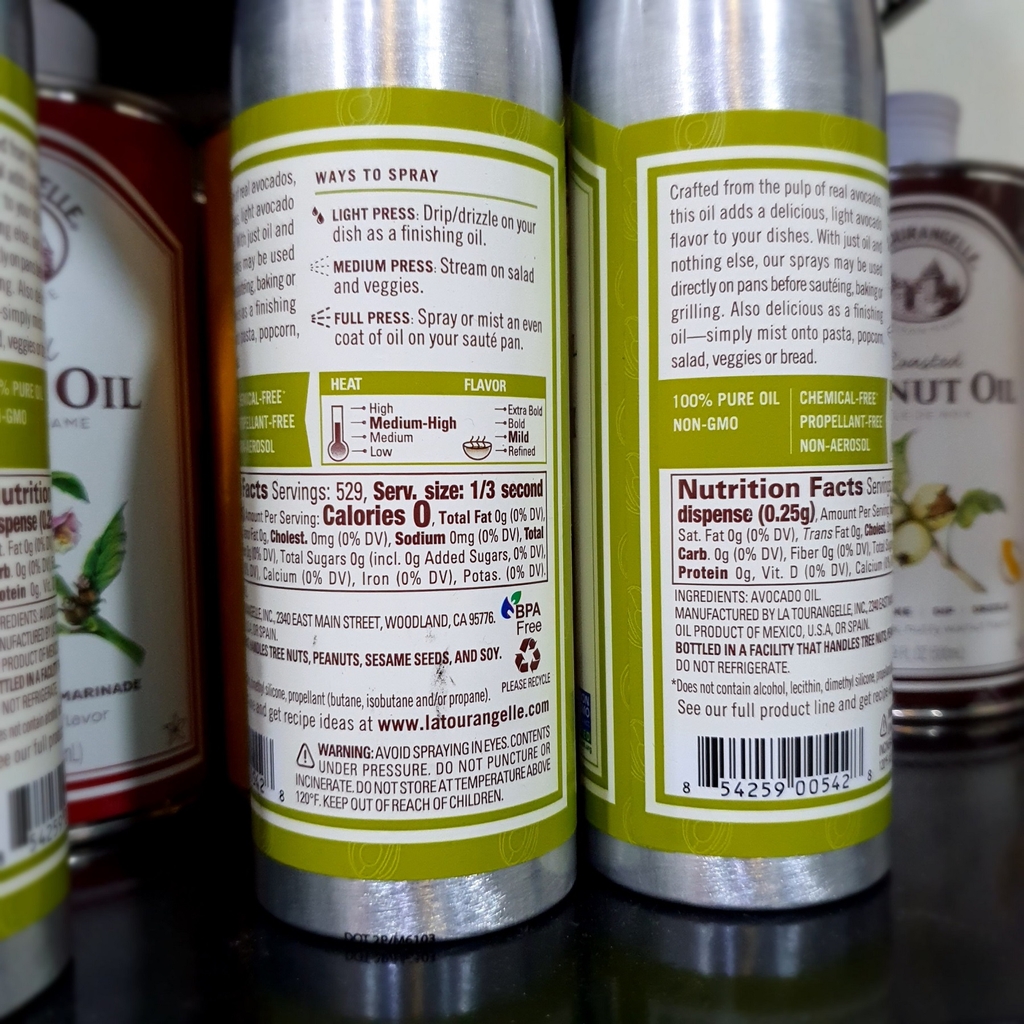 OIL
MARINADE
of real avocados,
light avocado
With just oil and
may be used
baking or
as a finishing
pasta, popcorn,
WAYS TO SPRAY
LIGHT PRESS: Drip/drizzle on your
dish as a finishing oil.
MEDIUM PRESS: Stream on salad
and veggies.
FULL PRESS: Spray or mist an even
coat of oil on your sauté pan.
HEAT FLAVOR
High
Medium-High
Medium
Low
Extra Bold
Bold
Mild
Refined
Facts Servings: 529, Serv. size: 1/3 second
Amount Per Serving: Calories 0, Total Fat 0g (0% DV),
Fat 0g, Cholest. 0mg (0% DV), Sodium 0mg (0% DV), Total
Total Sugars 0g (incl. 0g Added Sugars, 0% DV),
Calcium (0% DV), Iron (0% DV), Potas. (0% DV).
2340 EAST MAIN STREET, WOODLAND, CA 95776.
OR SPAIN.
HANDLES TREE NUTS, PEANUTS, SESAME SEEDS, AND SOY.
BPA
Free
PLEASE RECYCLE
silicone, propellant (butane, isobutane and/or propane).
and get recipe ideas at www.latourangelle.com
WARNING: AVOID SPRAYING IN EYES. CONTENTS
UNDER PRESSURE. DO NOT PUNCTURE OR
INCINERATE. DO NOT STORE AT TEMPERATURE ABOVE
120°F. KEEP OUT OF REACH OF CHILDREN.
8
Crafted from the pulp of real avocados,
this oil adds a delicious, light avocado
flavor to your dishes. With just oil and
nothing else, our sprays may be used
directly on pans before sautéing, baking or
grilling. Also delicious as a finishing
oil—simply mist onto pasta, popcorn,
salad, veggies or bread.
100% PURE OIL
NON-GMO
CHEMICAL-FREE*
PROPELLANT-FREE
NON-AEROSOL
Nutrition Facts Serving
dispense (0.25g), Amount Per Serving
Sat. Fat 0g (0% DV), Trans Fat 0g, Cholest.
Carb. 0g (0% DV), Fiber 0g (0% DV), Total
Protein 0g, Vit. D (0% DV), Calcium
INGREDIENTS: AVOCADO OIL.
MANUFACTURED BY LA TOURANGELLE, INC., 2340 EAST
OIL PRODUCT OF MEXICO, U.S.A, OR SPAIN.
BOTTLED IN A FACILITY THAT HANDLES TREE NUTS,
DO NOT REFRIGERATE.
*Does not contain alcohol, lecithin, dimethyl silicone,
See our full product line and get
8 54259 00542 8
NUT OIL